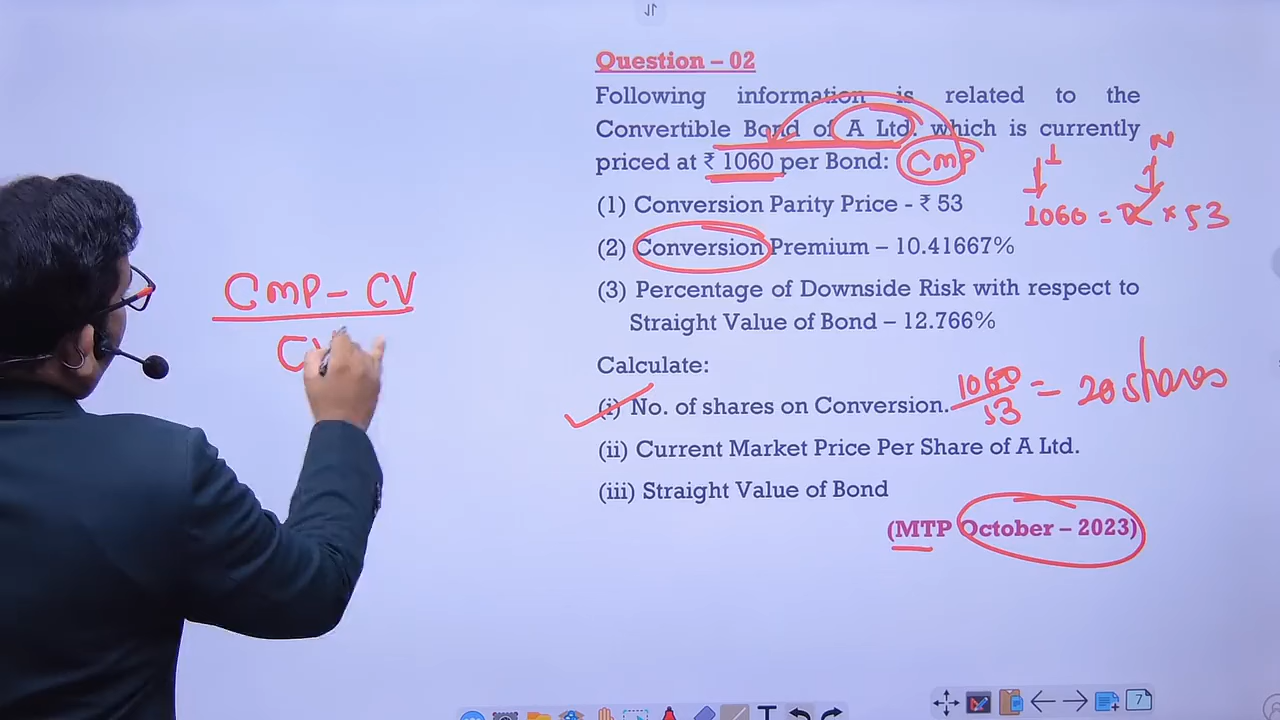 Question – 02
Following information is related to the
Convertible Bond of A Ltd. which is currently
priced at ₹ 1060 per Bond: CMP
1 N
(1) Conversion Parity Price - ₹ 53
1060 = x × 53
(2) Conversion Premium – 10.41667%
(3) Percentage of Downside Risk with respect to
Straight Value of Bond – 12.766%
Calculate:
(i) No. of shares on Conversion. 1060/53 = 20 shares
(ii) Current Market Price Per Share of A Ltd.
(iii) Straight Value of Bond
(MTP October – 2023)
CMP – CV
CV
7